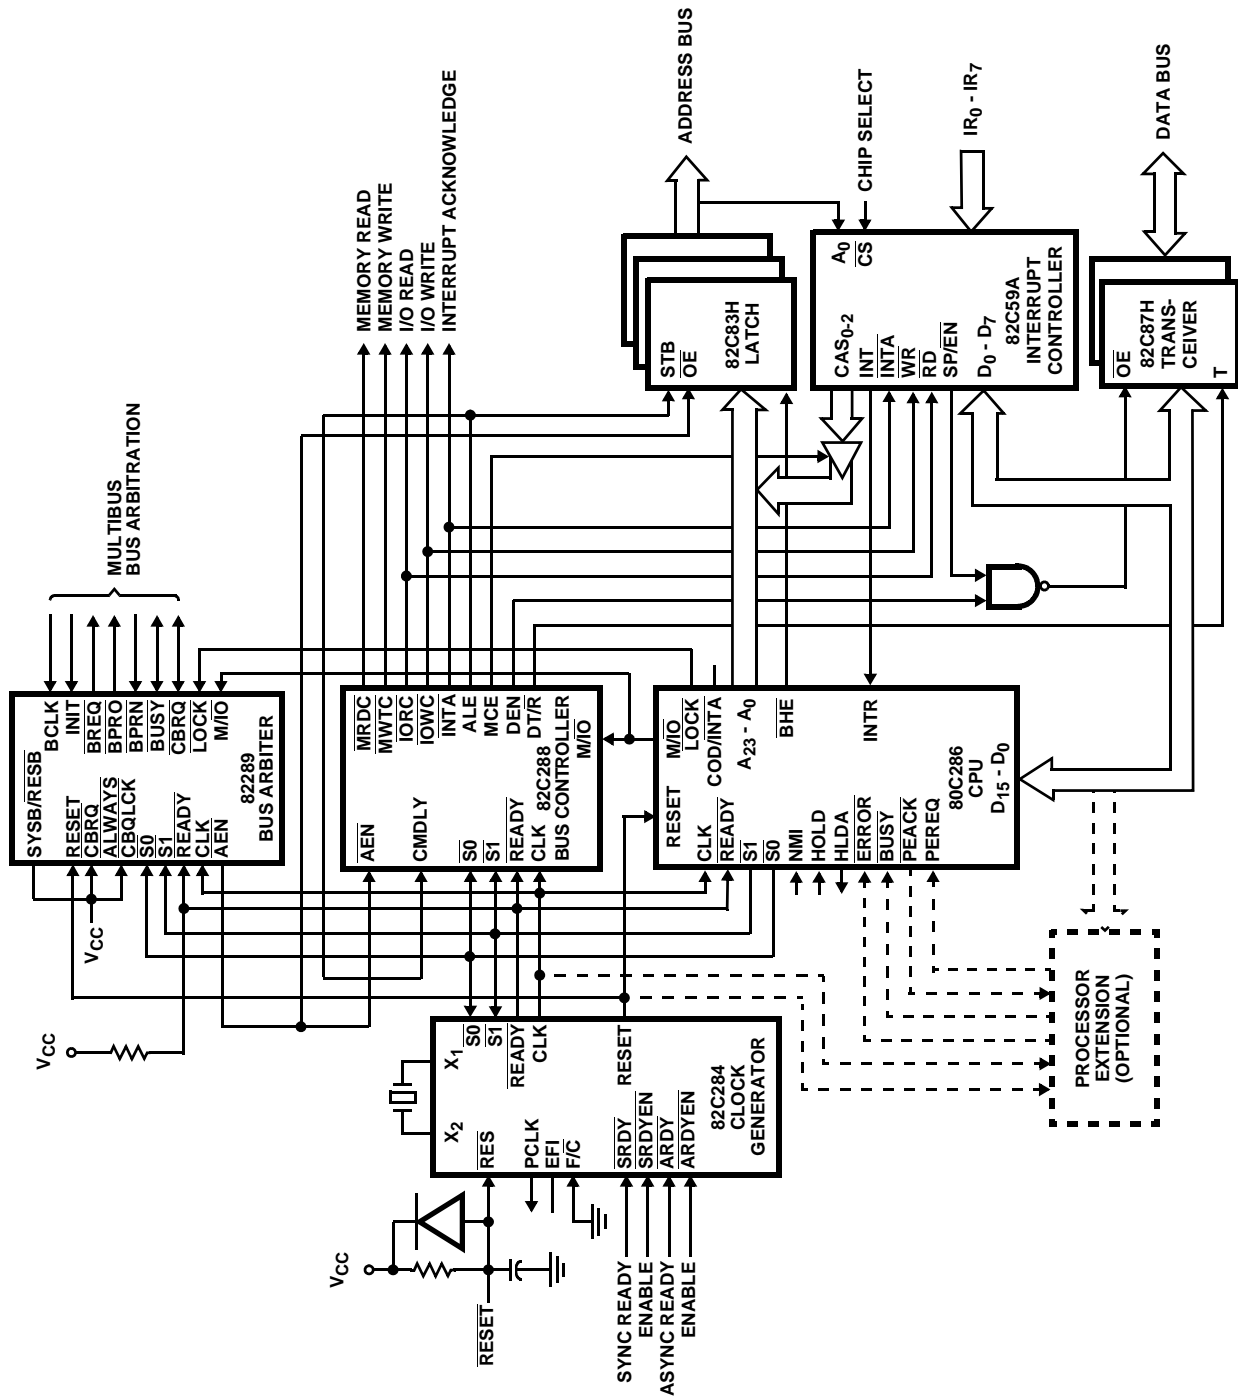 MULTIBUS
BUS ARBITRATION
BCLK
INIT
BREQ
BPRO
BPRN
BUSY
CBRQ
LOCK
M/IO
SYSB/RESB
RESET
CBRQ
ALWAYS
CBQLCK
S0
S1
READY
CLK
AEN
82289
BUS ARBITER
VCC
VCC
MEMORY READ
MEMORY WRITE
I/O READ
I/O WRITE
INTERRUPT ACKNOWLEDGE
MRDC
MWTC
IORC
IOWC
INTA
ALE
MCE
DEN
DT/R
M/IO
AEN
CMDLY
S0
S1
READY
CLK
82C288
BUS CONTROLLER
ADDRESS BUS
STB
OE
82C83H
LATCH
CHIP SELECT
IR0 - IR7
A0
CS
CAS0-2
INT
INTA
WR
RD
SP/EN
D0 - D7
82C59A
INTERRUPT
CONTROLLER
DATA BUS
OE
82C87H
TRANS-
CEIVER
T
M/IO
LOCK
COD/INTA
A23 - A0
BHE
INTR
RESET
CLK
READY
S1
S0
NMI
HOLD
HLDA
ERROR
BUSY
PEACK
PEREQ
80C286
CPU
D15 - D0
PROCESSOR
EXTENSION
(OPTIONAL)
X1
X2
S0
S1
READY
CLK
RESET
RES
PCLK
EFI
F/C
SRDY
SRDYEN
ARDY
ARDYEN
82C284
CLOCK
GENERATOR
VCC
RESET
SYNC READY
ENABLE
ASYNC READY
ENABLE